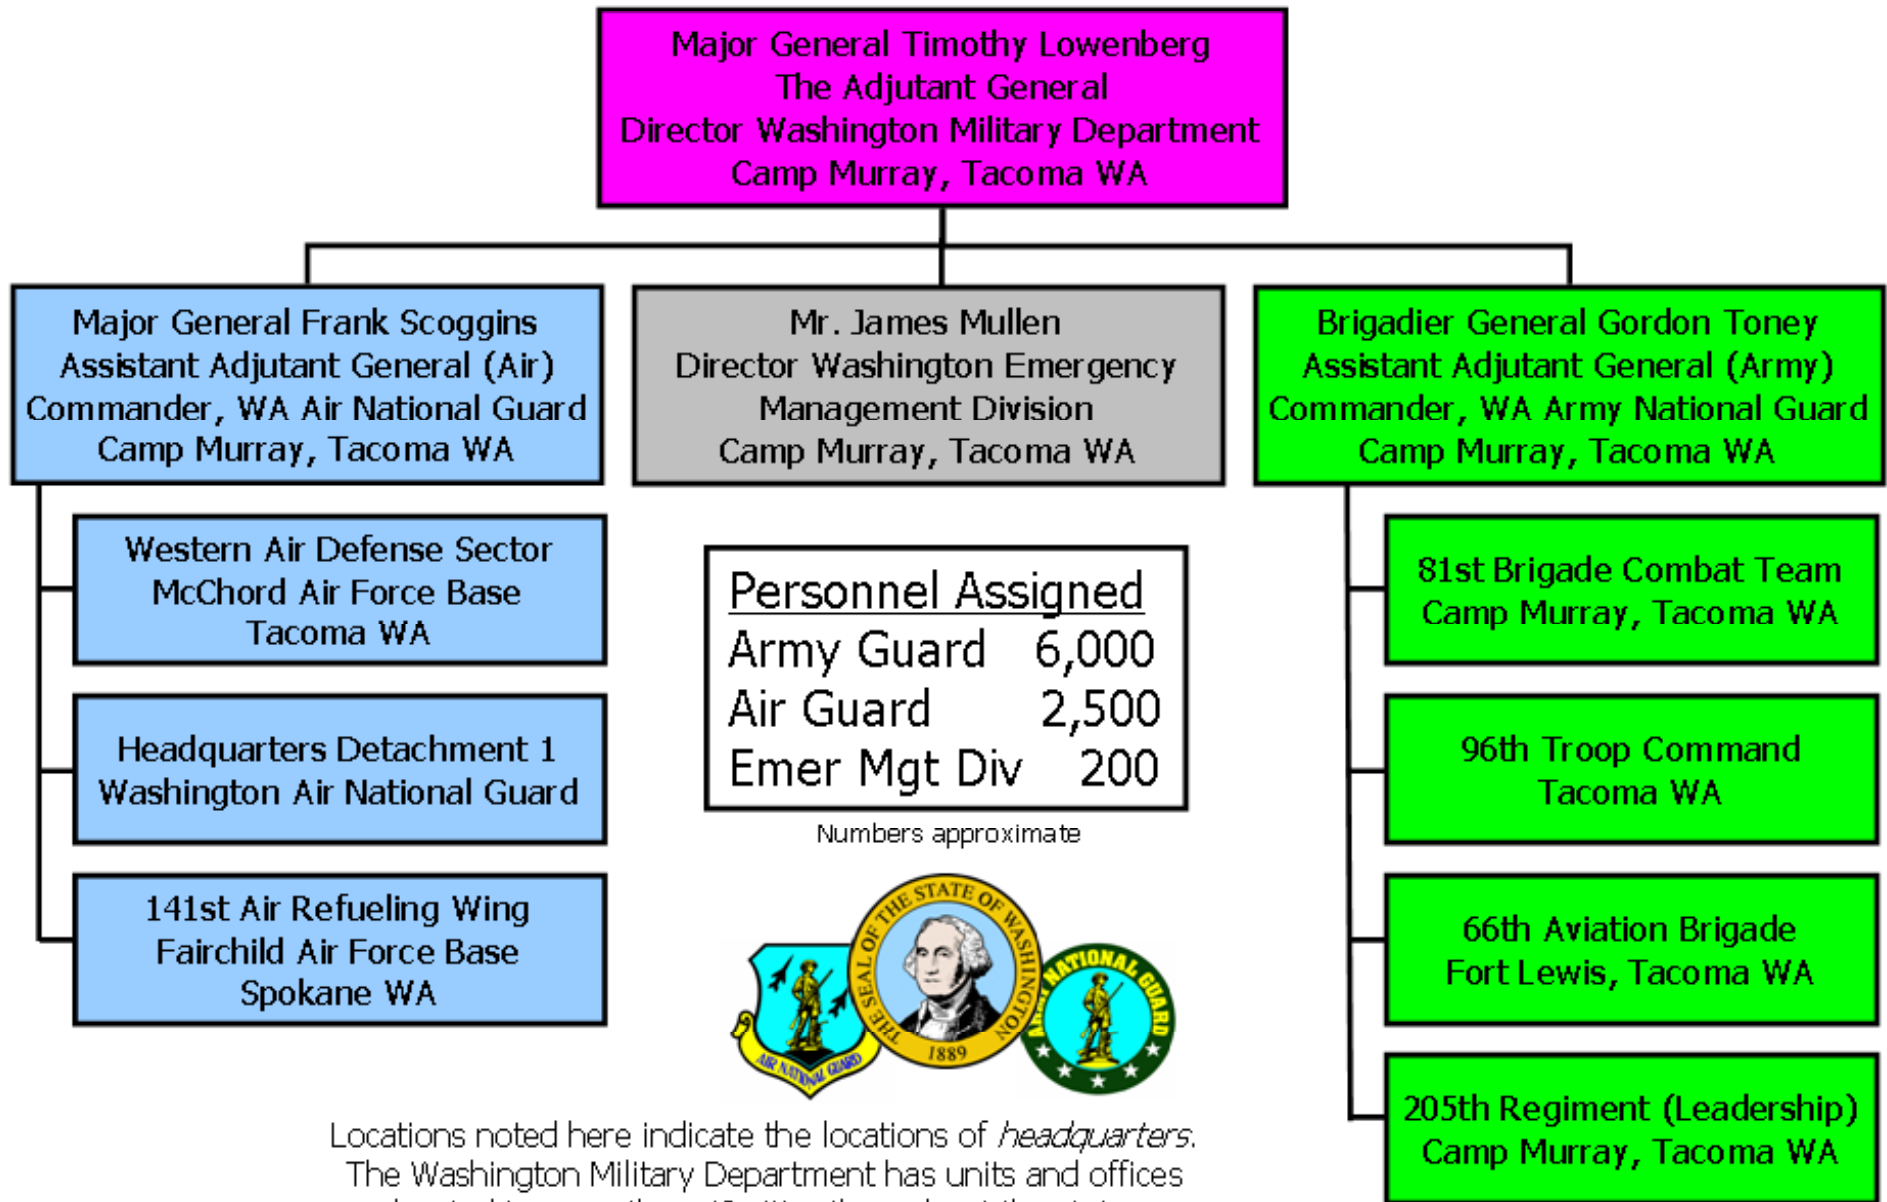 Major General Timothy Lowenberg
The Adjutant General
Director Washington Military Department
Camp Murray, Tacoma WA
Major General Frank Scoggins
Assistant Adjutant General (Air)
Commander, WA Air National Guard
Camp Murray, Tacoma WA
Mr. James Mullen
Director Washington Emergency
Management Division
Camp Murray, Tacoma WA
Brigadier General Gordon Toney
Assistant Adjutant General (Army)
Commander, WA Army National Guard
Camp Murray, Tacoma WA
Western Air Defense Sector
McChord Air Force Base
Tacoma WA
Headquarters Detachment 1
Washington Air National Guard
141st Air Refueling Wing
Fairchild Air Force Base
Spokane WA
Personnel Assigned
Army Guard 6,000
Air Guard 2,500
Emer Mgt Div 200
Numbers approximate
81st Brigade Combat Team
Camp Murray, Tacoma WA
96th Troop Command
Tacoma WA
66th Aviation Brigade
Fort Lewis, Tacoma WA
205th Regiment (Leadership)
Camp Murray, Tacoma WA
THE SEAL OF THE STATE OF WASHINGTON
1889
AIR NATIONAL GUARD
ARMY NATIONAL GUARD
Locations noted here indicate the locations of headquarters.
The Washington Military Department has units and offices